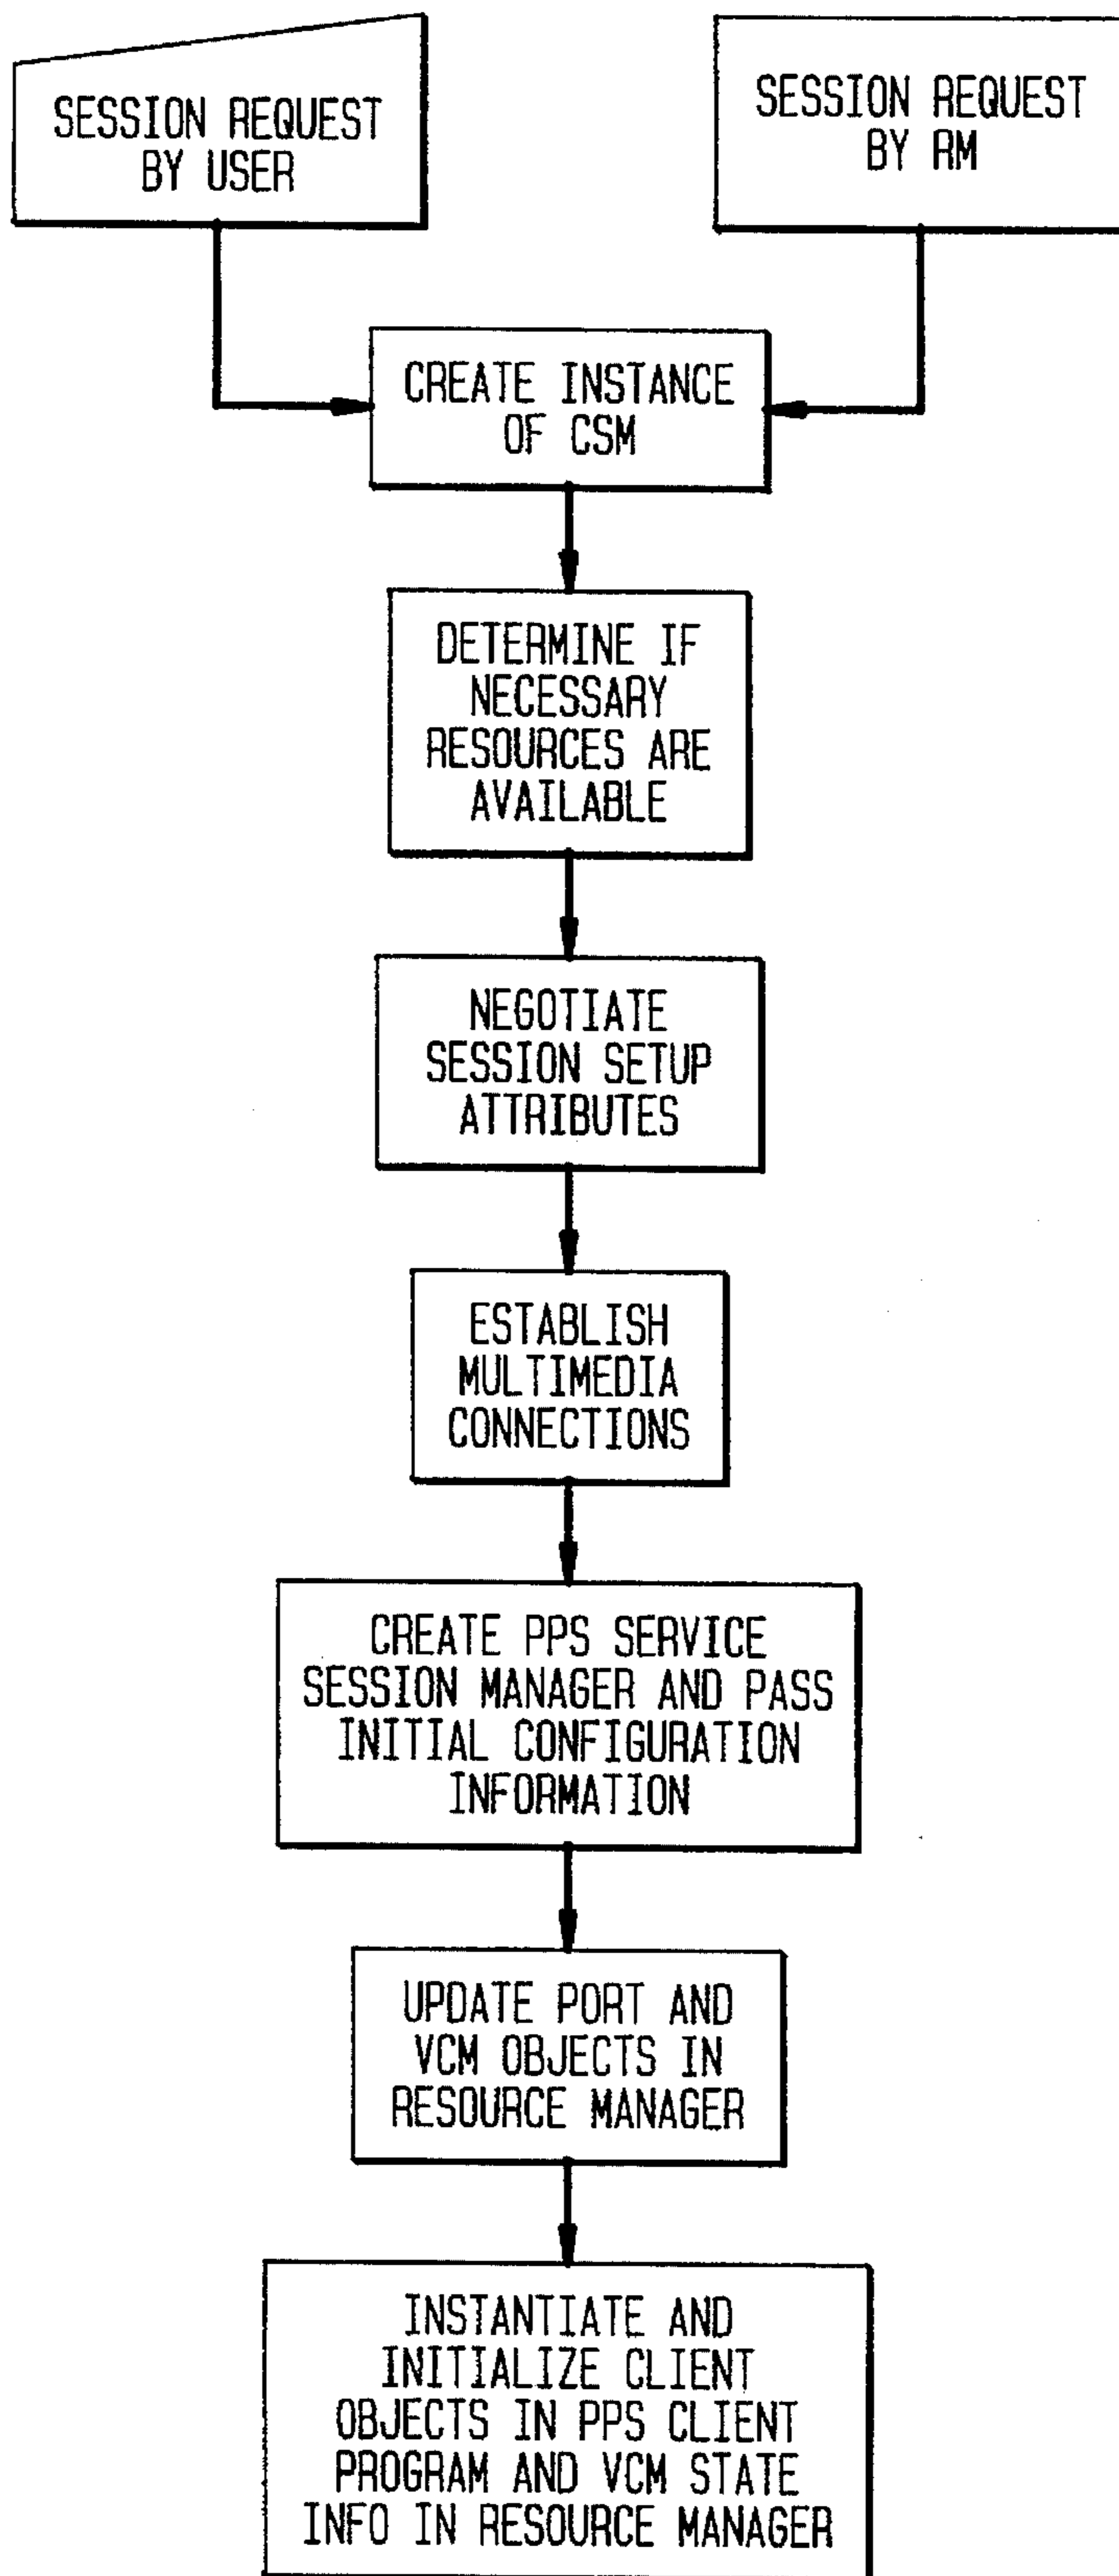 SESSION REQUEST
BY USER
SESSION REQUEST
BY RM
CREATE INSTANCE
OF CSM
DETERMINE IF
NECESSARY
RESOURCES ARE
AVAILABLE
NEGOTIATE
SESSION SETUP
ATTRIBUTES
ESTABLISH
MULTIMEDIA
CONNECTIONS
CREATE PPS SERVICE
SESSION MANAGER AND PASS
INITIAL CONFIGURATION
INFORMATION
UPDATE PORT AND
VCM OBJECTS IN
RESOURCE MANAGER
INSTANTIATE AND
INITIALIZE CLIENT
OBJECTS IN PPS CLIENT
PROGRAM AND VCM STATE
INFO IN RESOURCE MANAGER